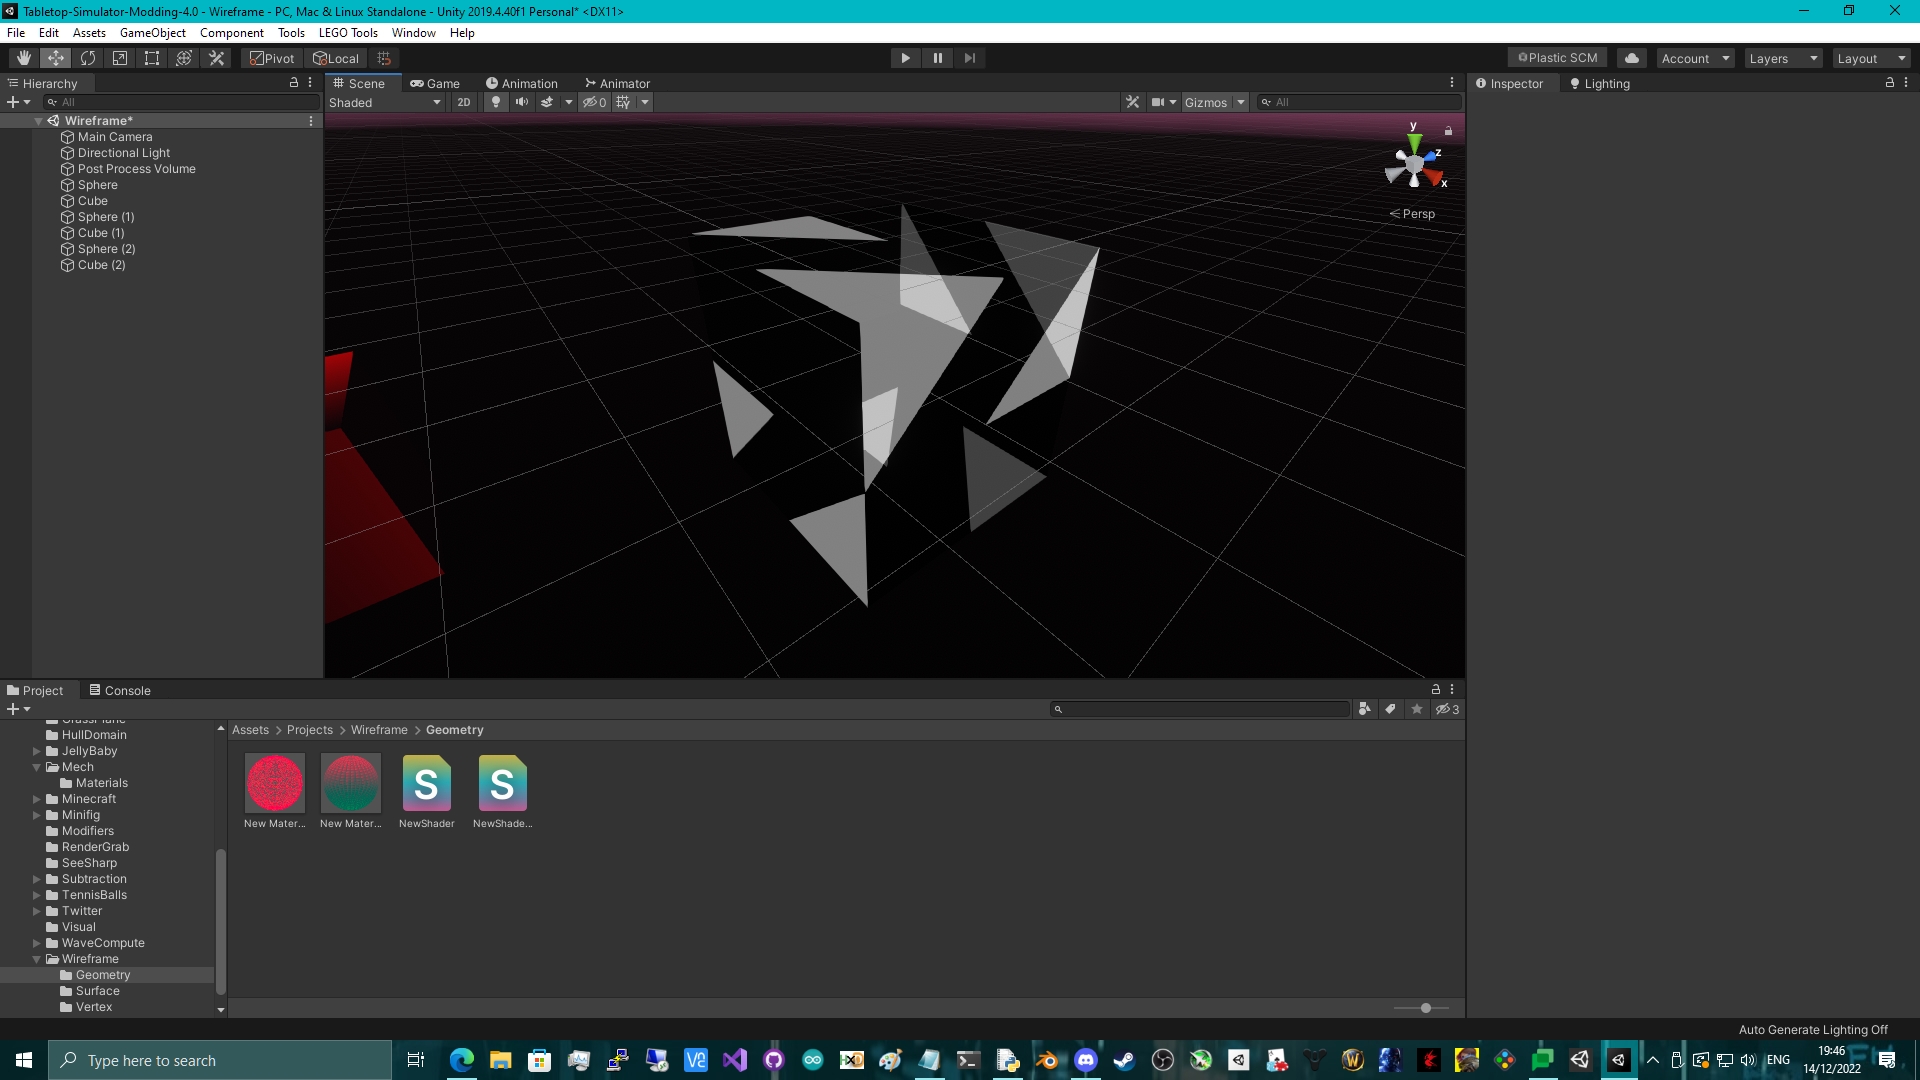 Tabletop-Simulator-Modding-4.0 - Wireframe - PC, Mac & Linux Standalone - Unity 2019.4.40f1 Personal* <DX11>
File Edit Assets GameObject Component Tools LEGO Tools Window Help
Pivot Local Plastic SCM Account Layers Layout
Hierarchy
All
Wireframe*
Main Camera
Directional Light
Post Process Volume
Sphere
Cube
Sphere (1)
Cube (1)
Sphere (2)
Cube (2)
Scene Game Animation Animator
Shaded 2D 0 Gizmos All
y
z
x
Persp
Inspector Lighting
Project Console
3
HullDomain
JellyBaby
Mech
Materials
Minecraft
Minifig
Modifiers
RenderGrab
SeeSharp
Subtraction
TennisBalls
Twitter
Visual
WaveCompute
Wireframe
Geometry
Surface
Vertex
Assets Projects Wireframe Geometry
New Mater... New Mater... NewShader NewShade...
Auto Generate Lighting Off
Type here to search
ENG
19:46
14/12/2022